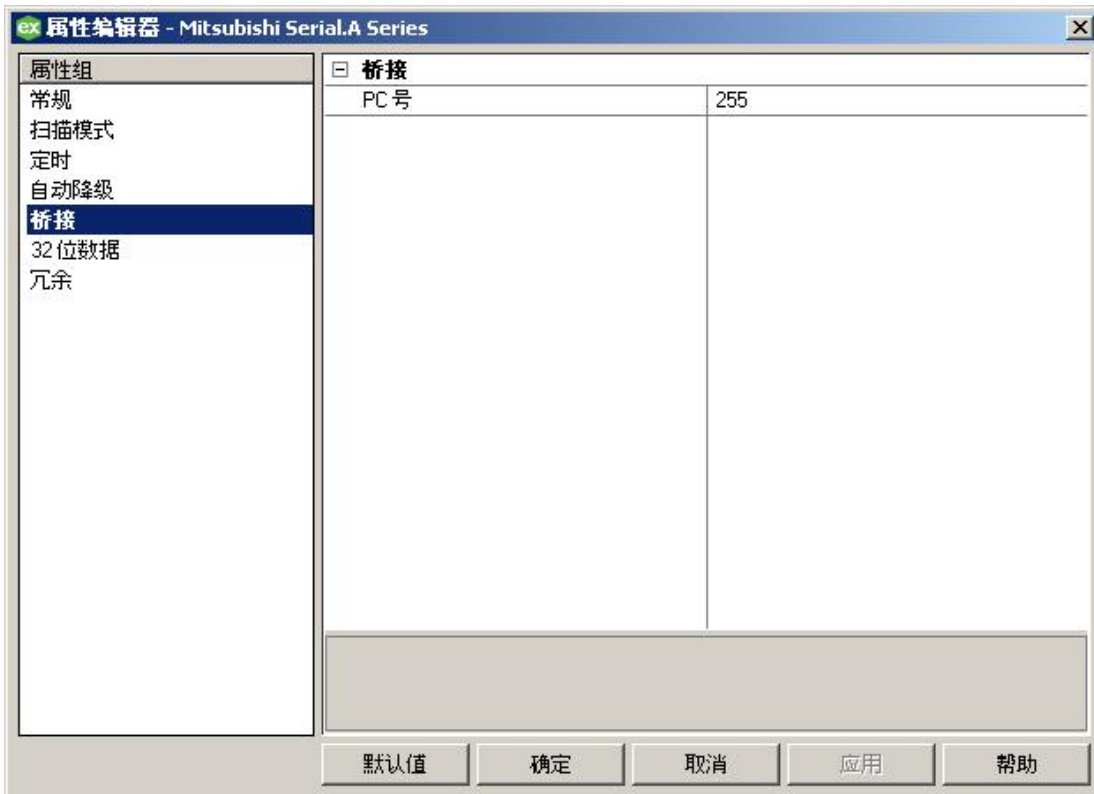 ex 属性编辑器 - Mitsubishi Serial.A Series
属性组
常规
扫描模式
定时
自动降级
桥接
32 位数据
冗余
桥接
PC 号 255
默认值 确定 取消 应用 帮助